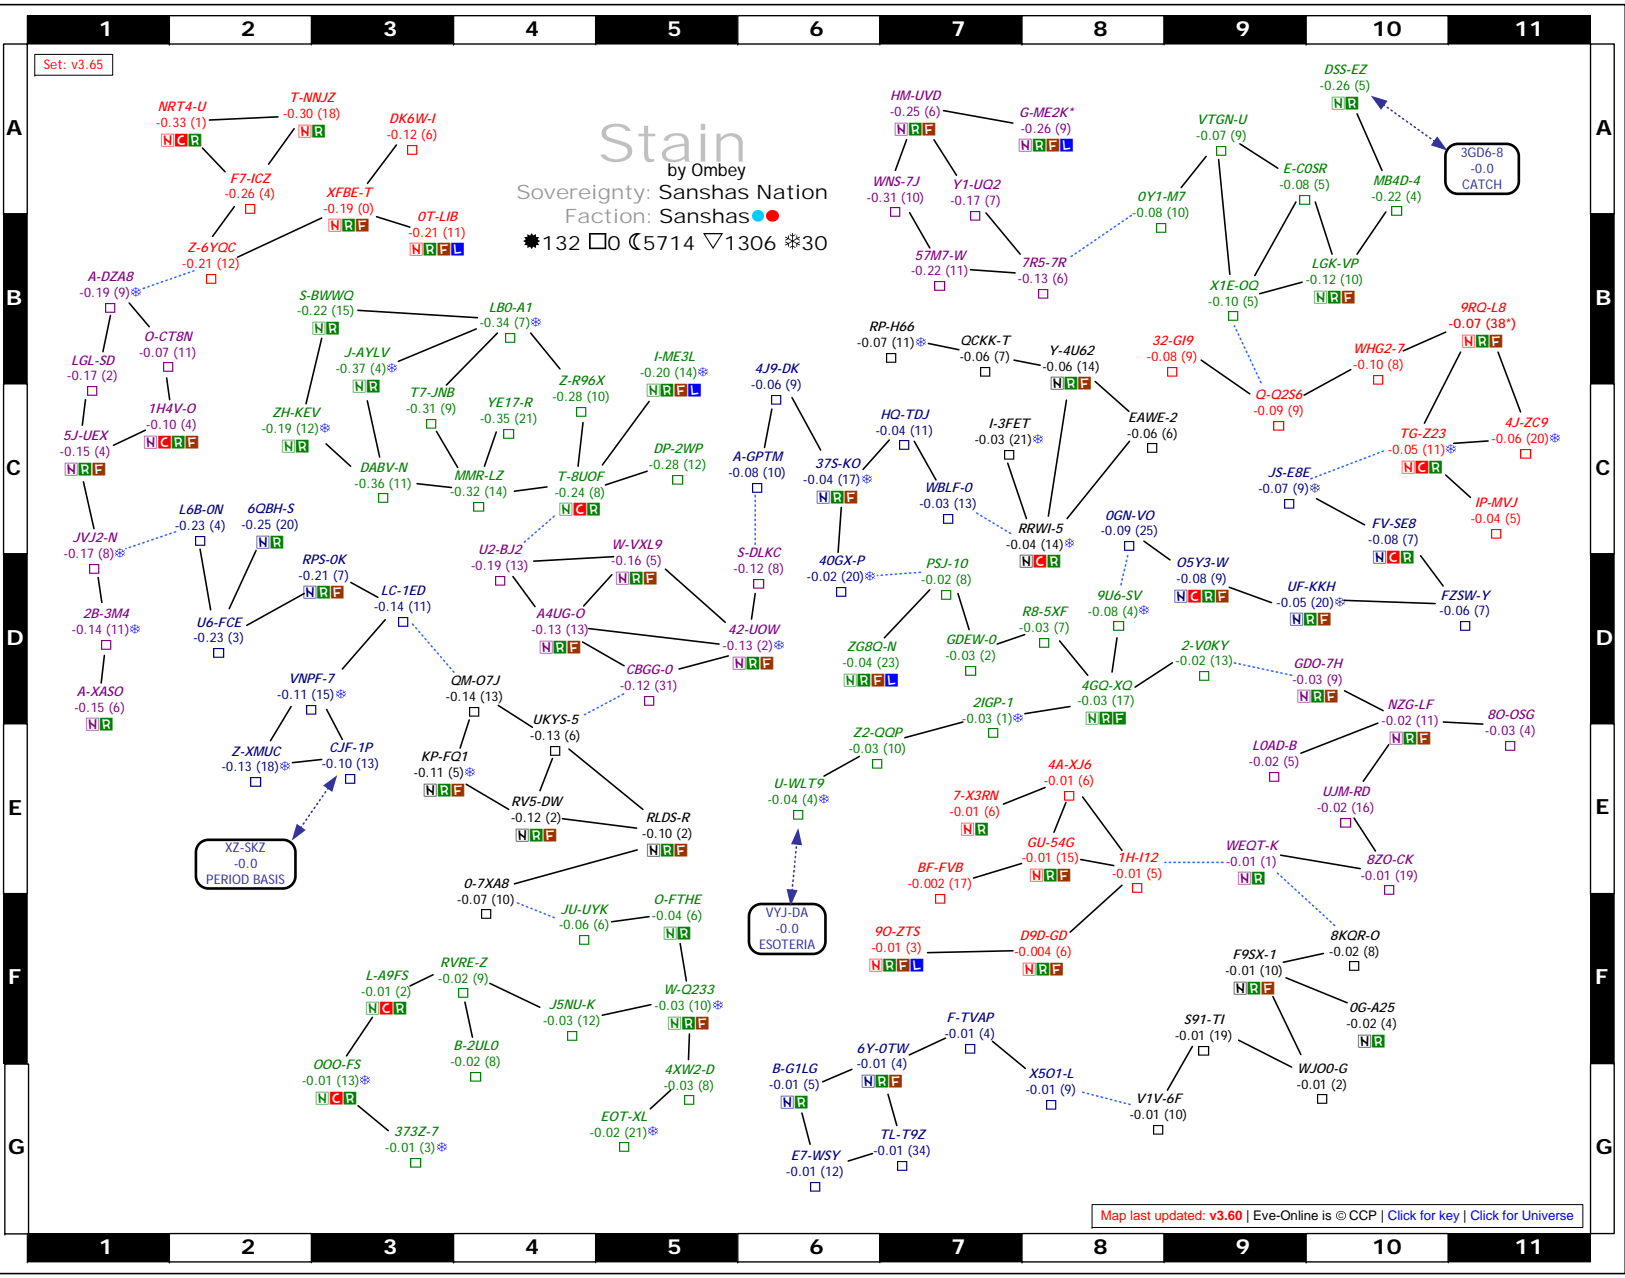 1 2 3 4 5 6 7 8 9 10 11
Set: v3.65
Stain
by Ombey
Sovereignty: Sanshas Nation
Faction: Sanshas
132 0 5714 1306 30
A
A
NRT4-U
-0.33 (1)
N C R
T-NNJZ
-0.30 (18)
N R
DK6W-I
-0.12 (6)
F7-ICZ
-0.26 (4)
XFBE-T
-0.19 (0)
N R F
0T-LIB
-0.21 (11)
N R F L
HM-UVD
-0.25 (6)
N R F
G-ME2K*
-0.26 (9)
N R F L
WNS-7J
-0.31 (10)
Y1-UQ2
-0.17 (7)
0Y1-M7
-0.08 (10)
VTGN-U
-0.07 (9)
E-C0SR
-0.08 (5)
DSS-EZ
-0.26 (5)
N R
MB4D-4
-0.22 (4)
3GD6-8
-0.0
CATCH
B
B
Z-6YQC
-0.21 (12)
A-DZA8
-0.19 (9)
O-CT8N
-0.07 (11)
LGL-SD
-0.17 (2)
S-BWWQ
-0.22 (15)
N R
LB0-A1
-0.34 (7)
J-AYLV
-0.37 (4)
N R
I-ME3L
-0.20 (14)
N R F L
57M7-W
-0.22 (11)
7R5-7R
-0.13 (6)
X1E-OQ
-0.10 (5)
LGK-VP
-0.12 (10)
N R F
RP-H66
-0.07 (11)
QCKK-T
-0.06 (7)
Y-4U62
-0.06 (14)
N R F
32-GI9
-0.08 (9)
WHG2-7
-0.10 (8)
9RQ-L8
-0.07 (38*)
N R F
C
C
1H4V-O
-0.10 (4)
N C R F
5J-UEX
-0.15 (4)
N R F
ZH-KEV
-0.19 (12)
N R
T7-JNB
-0.31 (9)
YE17-R
-0.35 (21)
Z-R96X
-0.28 (10)
DABV-N
-0.36 (11)
MMR-LZ
-0.32 (14)
T-8UOF
-0.24 (8)
N C R
DP-2WP
-0.28 (12)
4J9-DK
-0.06 (9)
A-GPTM
-0.08 (10)
37S-KO
-0.04 (17)
N R F
HQ-TDJ
-0.04 (11)
WBLF-0
-0.03 (13)
I-3FET
-0.03 (21)
EAWE-2
-0.06 (6)
RRWI-5
-0.04 (14)
N C R
Q-Q2S6
-0.09 (9)
TG-Z23
-0.05 (11)
N C R
4J-ZC9
-0.06 (20)
JS-E8E
-0.07 (9)
IP-MVJ
-0.04 (5)
FV-SE8
-0.08 (7)
N C R
0GN-VO
-0.09 (25)
JVJ2-N
-0.17 (8)
L6B-0N
-0.23 (4)
6QBH-S
-0.25 (20)
N R
D
D
RPS-0K
-0.21 (7)
N R F
LC-1ED
-0.14 (11)
U6-FCE
-0.23 (3)
2B-3M4
-0.14 (11)
A-XASO
-0.15 (6)
N R
VNPF-7
-0.11 (15)
QM-O7J
-0.14 (13)
U2-BJ2
-0.19 (13)
W-VXL9
-0.16 (5)
N R F
A4UG-O
-0.13 (13)
N R F
CBGG-0
-0.12 (31)
S-DLKC
-0.12 (8)
42-UOW
-0.13 (2)
N R F
40GX-P
-0.02 (20)
PSJ-10
-0.02 (8)
ZG8Q-N
-0.04 (23)
N R F L
GDEW-0
-0.03 (2)
R8-5XF
-0.03 (7)
9U6-SV
-0.08 (4)
O5Y3-W
-0.08 (9)
N C R F
UF-KKH
-0.05 (20)
N R F
FZSW-Y
-0.06 (7)
2-V0KY
-0.02 (13)
GDO-7H
-0.03 (9)
N R F
4GQ-XQ
-0.03 (17)
N R F
2IGP-1
-0.03 (1)
NZG-LF
-0.02 (11)
N R F
8O-OSG
-0.03 (4)
E
E
Z-XMUC
-0.13 (18)
CJF-1P
-0.10 (13)
XZ-SKZ
-0.0
PERIOD BASIS
KP-FQ1
-0.11 (5)
N R F
UKYS-5
-0.13 (6)
RV5-DW
-0.12 (2)
N R F
RLDS-R
-0.10 (2)
N R F
0-7XA8
-0.07 (10)
Z2-QQP
-0.03 (10)
U-WLT9
-0.04 (4)
7-X3RN
-0.01 (6)
N R
4A-XJ6
-0.01 (6)
GU-54G
-0.01 (15)
N R F
BF-FVB
-0.002 (17)
1H-I12
-0.01 (5)
L0AD-B
-0.02 (5)
UJM-RD
-0.02 (16)
WEQT-K
-0.01 (1)
N R
8ZO-CK
-0.01 (19)
F
F
JU-UYK
-0.06 (6)
O-FTHE
-0.04 (6)
N R
VYJ-DA
-0.0
ESOTERIA
9O-ZTS
-0.01 (3)
N R F L
D9D-GD
-0.004 (6)
N R F
8KQR-O
-0.02 (8)
F9SX-1
-0.01 (10)
N R F
L-A9FS
-0.01 (2)
N C R
RVRE-Z
-0.02 (9)
J5NU-K
-0.03 (12)
W-Q233
-0.03 (10)
N R F
B-2UL0
-0.02 (8)
F-TVAP
-0.01 (4)
S91-TI
-0.01 (19)
0G-A25
-0.02 (4)
N R
G
G
OOO-FS
-0.01 (13)
N C R
373Z-7
-0.01 (3)
4XW2-D
-0.03 (8)
EOT-XL
-0.02 (21)
B-G1LG
-0.01 (5)
N R
6Y-0TW
-0.01 (4)
N R F
X5O1-L
-0.01 (9)
V1V-6F
-0.01 (10)
WJO0-G
-0.01 (2)
TL-T9Z
-0.01 (34)
E7-WSY
-0.01 (12)
Map last updated: v3.60 | Eve-Online is © CCP | Click for key | Click for Universe
1 2 3 4 5 6 7 8 9 10 11